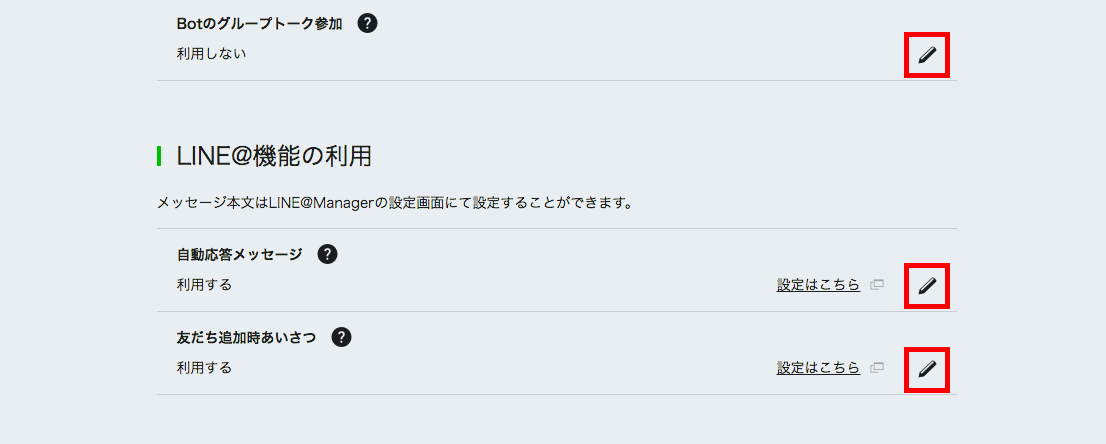 Botのグループトーク参加 ?
利用しない
LINE@機能の利用
メッセージ本文はLINE@Managerの設定画面にて設定することができます。
自動応答メッセージ ?
利用する 設定はこちら
友だち追加時あいさつ ?
利用する 設定はこちら